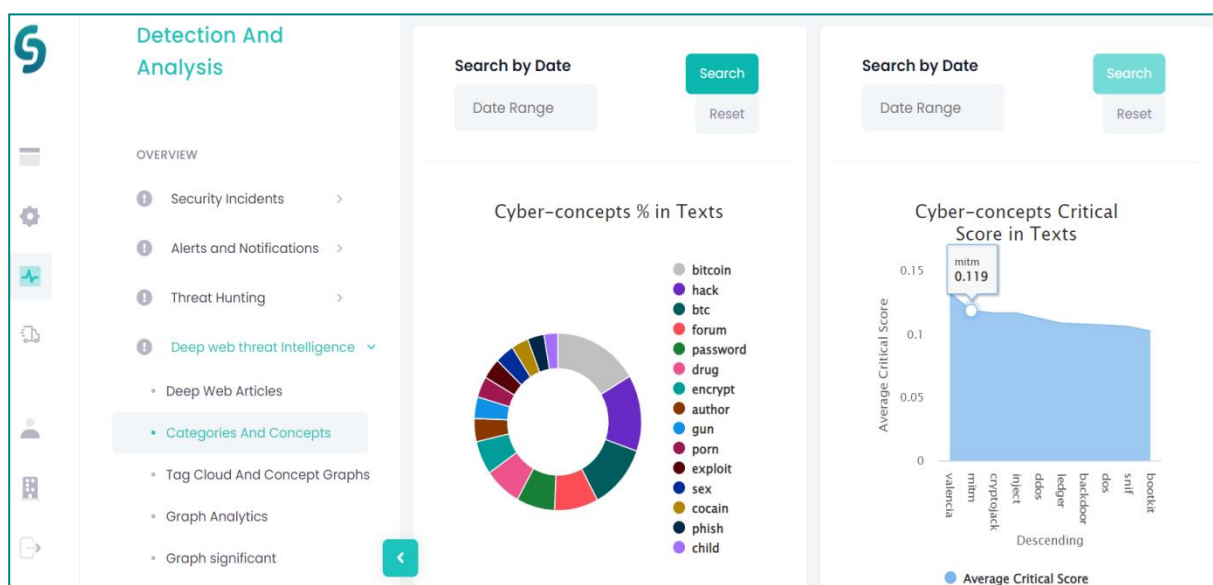 Detection And
Analysis
OVERVIEW
Security Incidents
Alerts and Notifications
Threat Hunting
Deep web threat Intelligence
Deep Web Articles
Categories And Concepts
Tag Cloud And Concept Graphs
Graph Analytics
Graph significant
Search by Date
Search
Date Range
Reset
Cyber-concepts % in Texts
bitcoin
hack
btc
forum
password
drug
encrypt
author
gun
porn
exploit
sex
cocain
phish
child
Search by Date
Search
Date Range
Reset
Cyber-concepts Critical
Score in Texts
mitm
0.119
0.15
0.1
0.05
0
Average Critical Score
valencia
mitm
cryptojack
inject
ddos
ledger
backdoor
dos
snif
bootkit
Descending
Average Critical Score